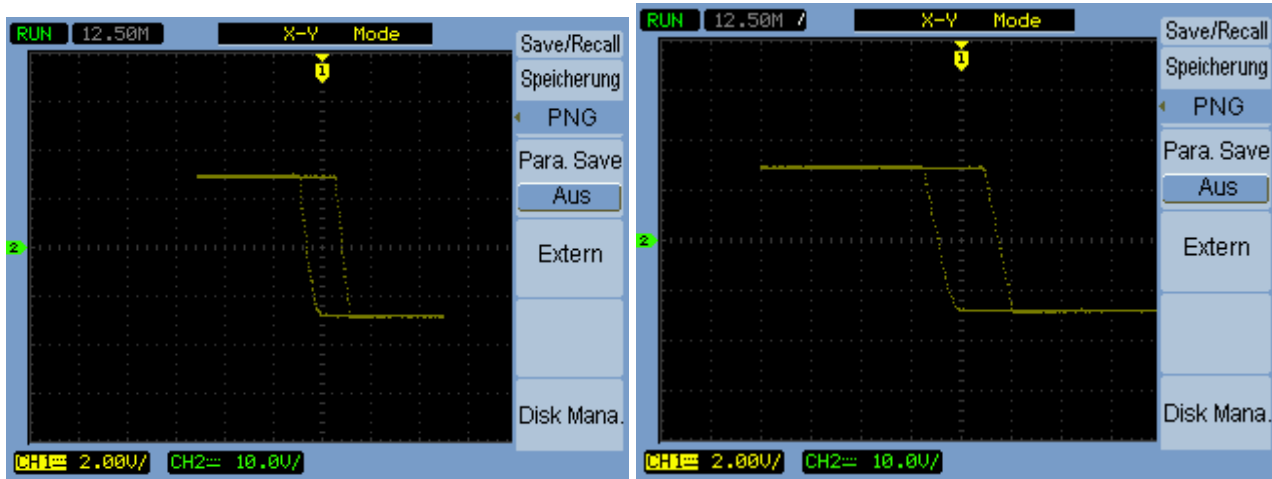 RUN 12.50M X-Y Mode
Save/Recall
Speicherung
PNG
Para. Save
Aus
Extern
Disk Mana.
1
2
CH1 2.00V/ CH2 10.0V/
RUN 12.50M X-Y Mode
Save/Recall
Speicherung
PNG
Para. Save
Aus
Extern
Disk Mana.
1
2
CH1 2.00V/ CH2 10.0V/